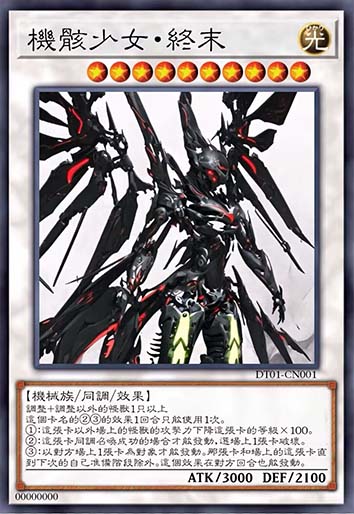 機骸少女・終末
光
DT01-CN001
【機械族/同調/效果】
調整+調整以外的怪獸1只以上
這個卡名的②③的效果1回合只能使用1次。
①：這張卡以外場上的怪獸的攻擊力下降這張卡的等級×100。
②：這張卡同調召喚成功的場合才能發動。選場上1張卡破壞。
③：以對方場上1張卡為對象才能發動。那張卡和場上的這張卡直
到下次的自己准備階段除外。這個效果在對方回合也能發動。
ATK/3000 DEF/2100
00000000